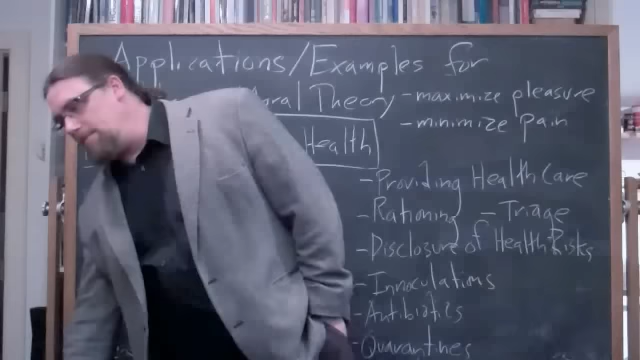 Applications/Examples for
Moral Theory
- maximize pleasure
- minimize pain
Health
- Providing Health Care
- Rationing - Triage
- Disclosure of Health Risks
- Innoculations
- Antibiotics
- Quarantines